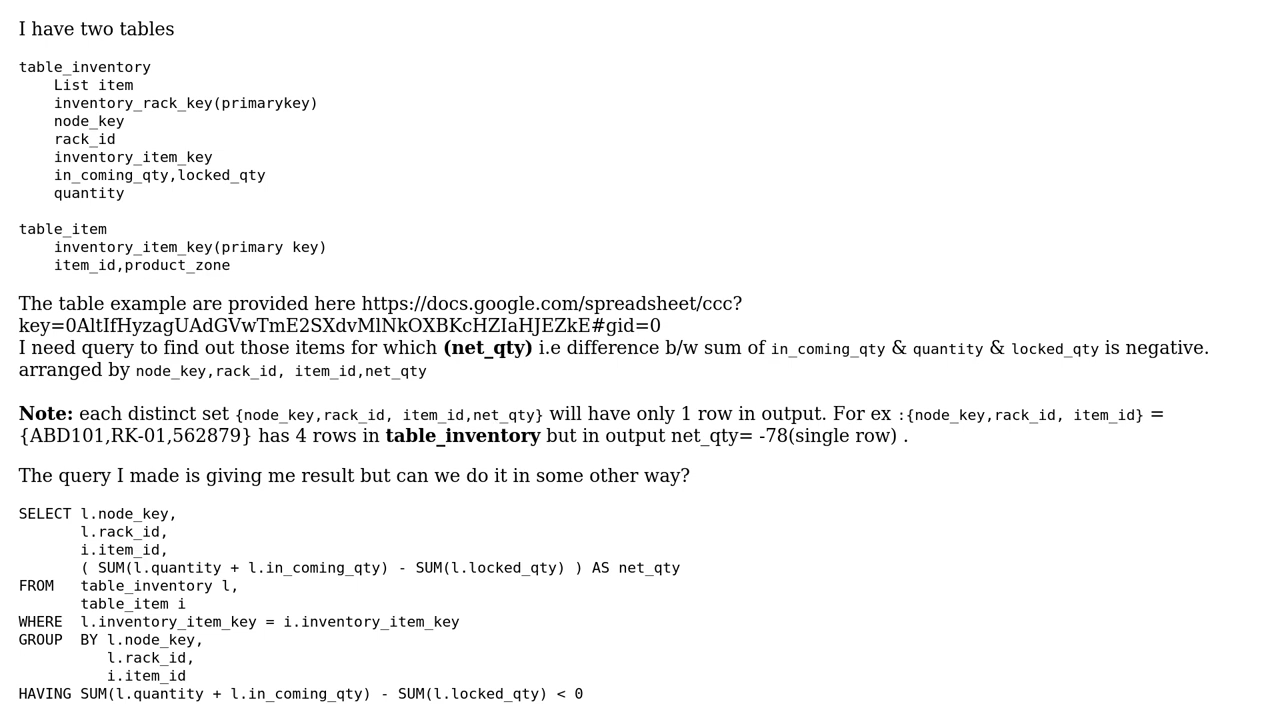 I have two tables
table_inventory
    List item
    inventory_rack_key(primarykey)
    node_key
    rack_id
    inventory_item_key
    in_coming_qty,locked_qty
    quantity
table_item
    inventory_item_key(primary key)
    item_id,product_zone
The table example are provided here https://docs.google.com/spreadsheet/ccc?
key=0AltIfHyzagUAdGVwTmE2SXdvMlNkOXBKcHZIaHJEZkE#gid=0
I need query to find out those items for which (net_qty) i.e difference b/w sum of in_coming_qty & quantity & locked_qty is negative.
arranged by node_key,rack_id, item_id,net_qty
Note: each distinct set {node_key,rack_id, item_id,net_qty} will have only 1 row in output. For ex :{node_key,rack_id, item_id} =
{ABD101,RK-01,562879} has 4 rows in table_inventory but in output net_qty= -78(single row) .
The query I made is giving me result but can we do it in some other way?
SELECT l.node_key,
       l.rack_id,
       i.item_id,
       ( SUM(l.quantity + l.in_coming_qty) - SUM(l.locked_qty) ) AS net_qty
FROM   table_inventory l,
       table_item i
WHERE  l.inventory_item_key = i.inventory_item_key
GROUP  BY l.node_key,
          l.rack_id,
          i.item_id
HAVING SUM(l.quantity + l.in_coming_qty) - SUM(l.locked_qty) < 0